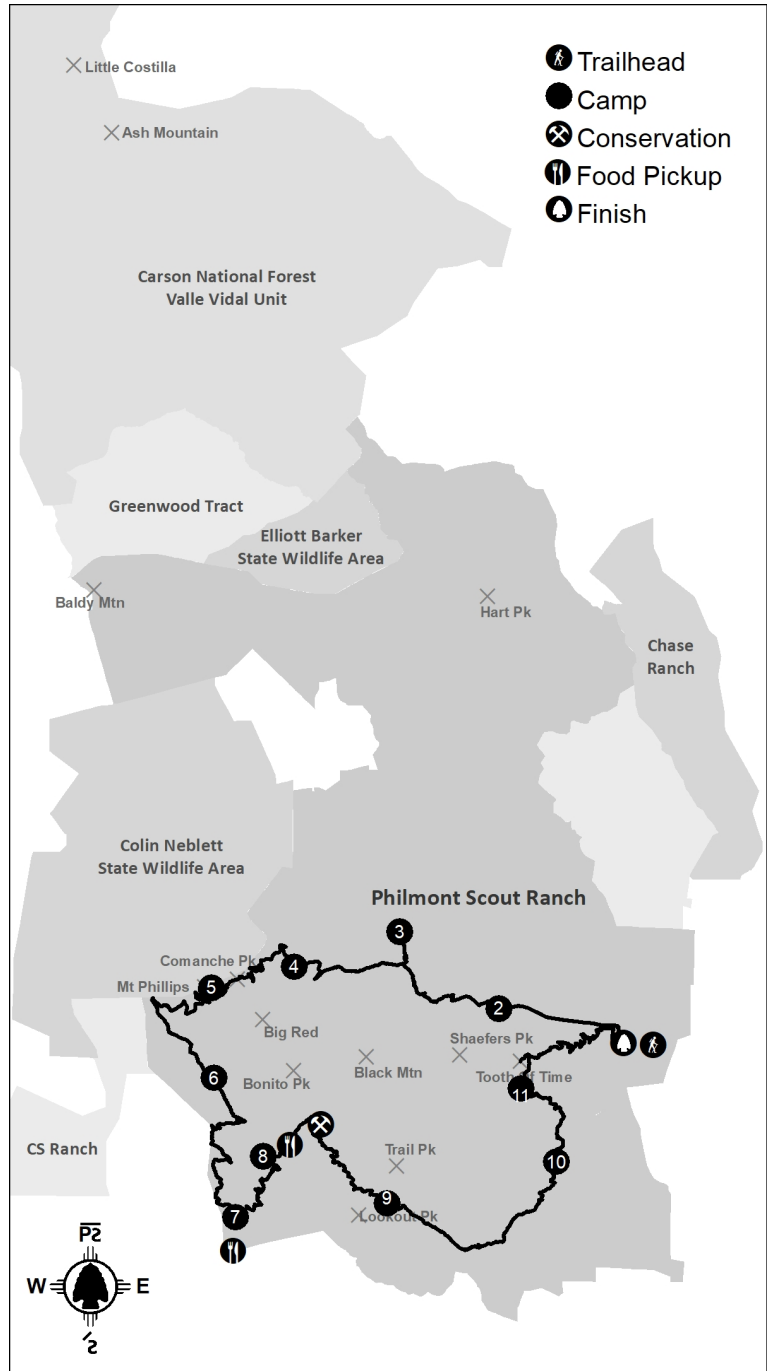 Little Costilla
Ash Mountain
Trailhead
Camp
Conservation
Food Pickup
Finish
Carson National Forest
Valle Vidal Unit
Greenwood Tract
Elliott Barker
State Wildlife Area
Baldy Mtn
Hart Pk
Chase
Ranch
Colin Neblett
State Wildlife Area
Philmont Scout Ranch
3
Comanche Pk
4
Mt Phillips
5
2
Big Red
Shaefers Pk
Black Mtn
Bonito Pk
Tooth of Time
6
11
CS Ranch
8
Trail Pk
10
9
Lookout Pk
7
W
E